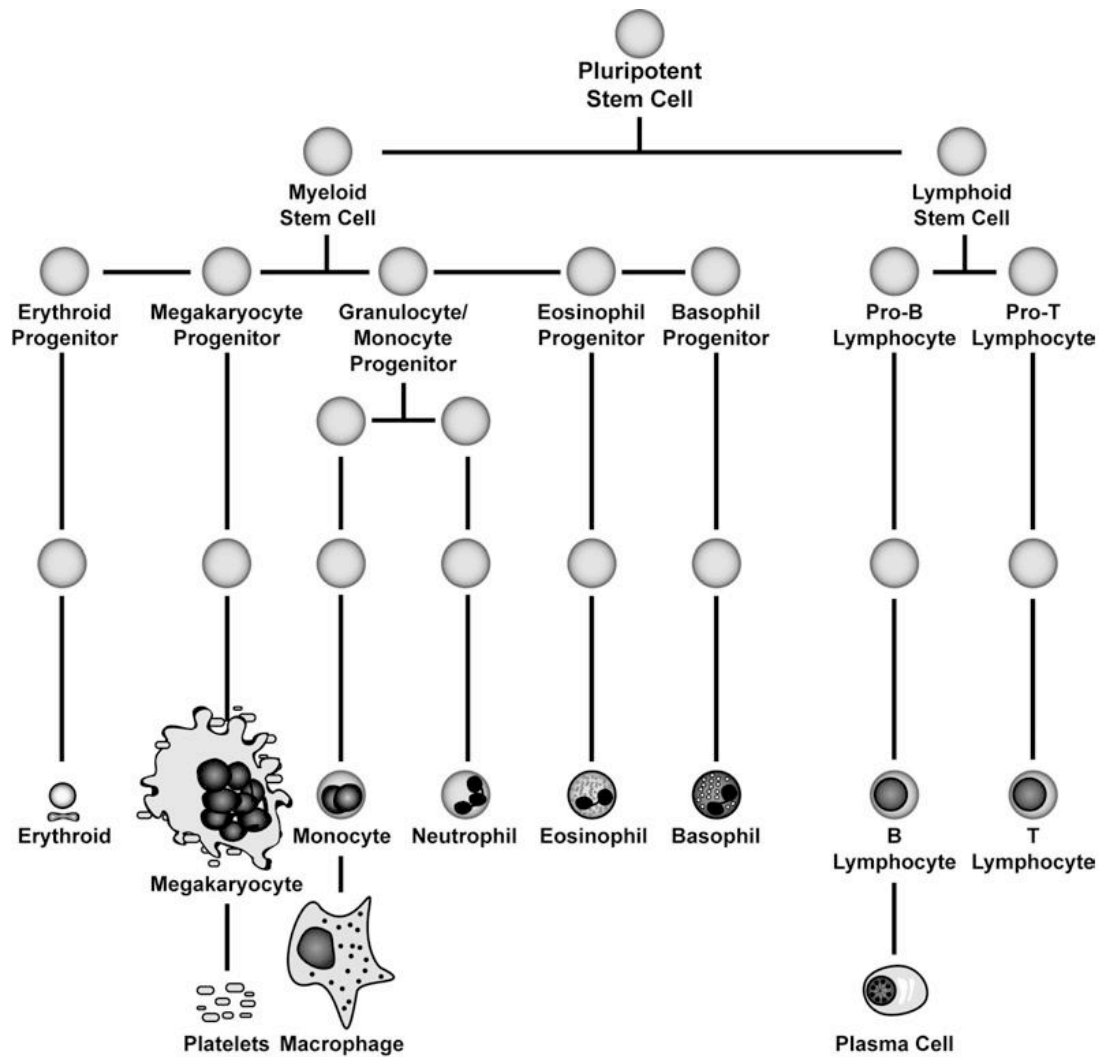 Pluripotent
Stem Cell
Myeloid
Stem Cell
Lymphoid
Stem Cell
Erythroid
Progenitor
Megakaryocyte
Progenitor
Granulocyte/
Monocyte
Progenitor
Eosinophil
Progenitor
Basophil
Progenitor
Pro-B
Lymphocyte
Pro-T
Lymphocyte
Erythroid
Megakaryocyte
Monocyte
Neutrophil
Eosinophil
Basophil
B
Lymphocyte
T
Lymphocyte
Platelets
Macrophage
Plasma Cell